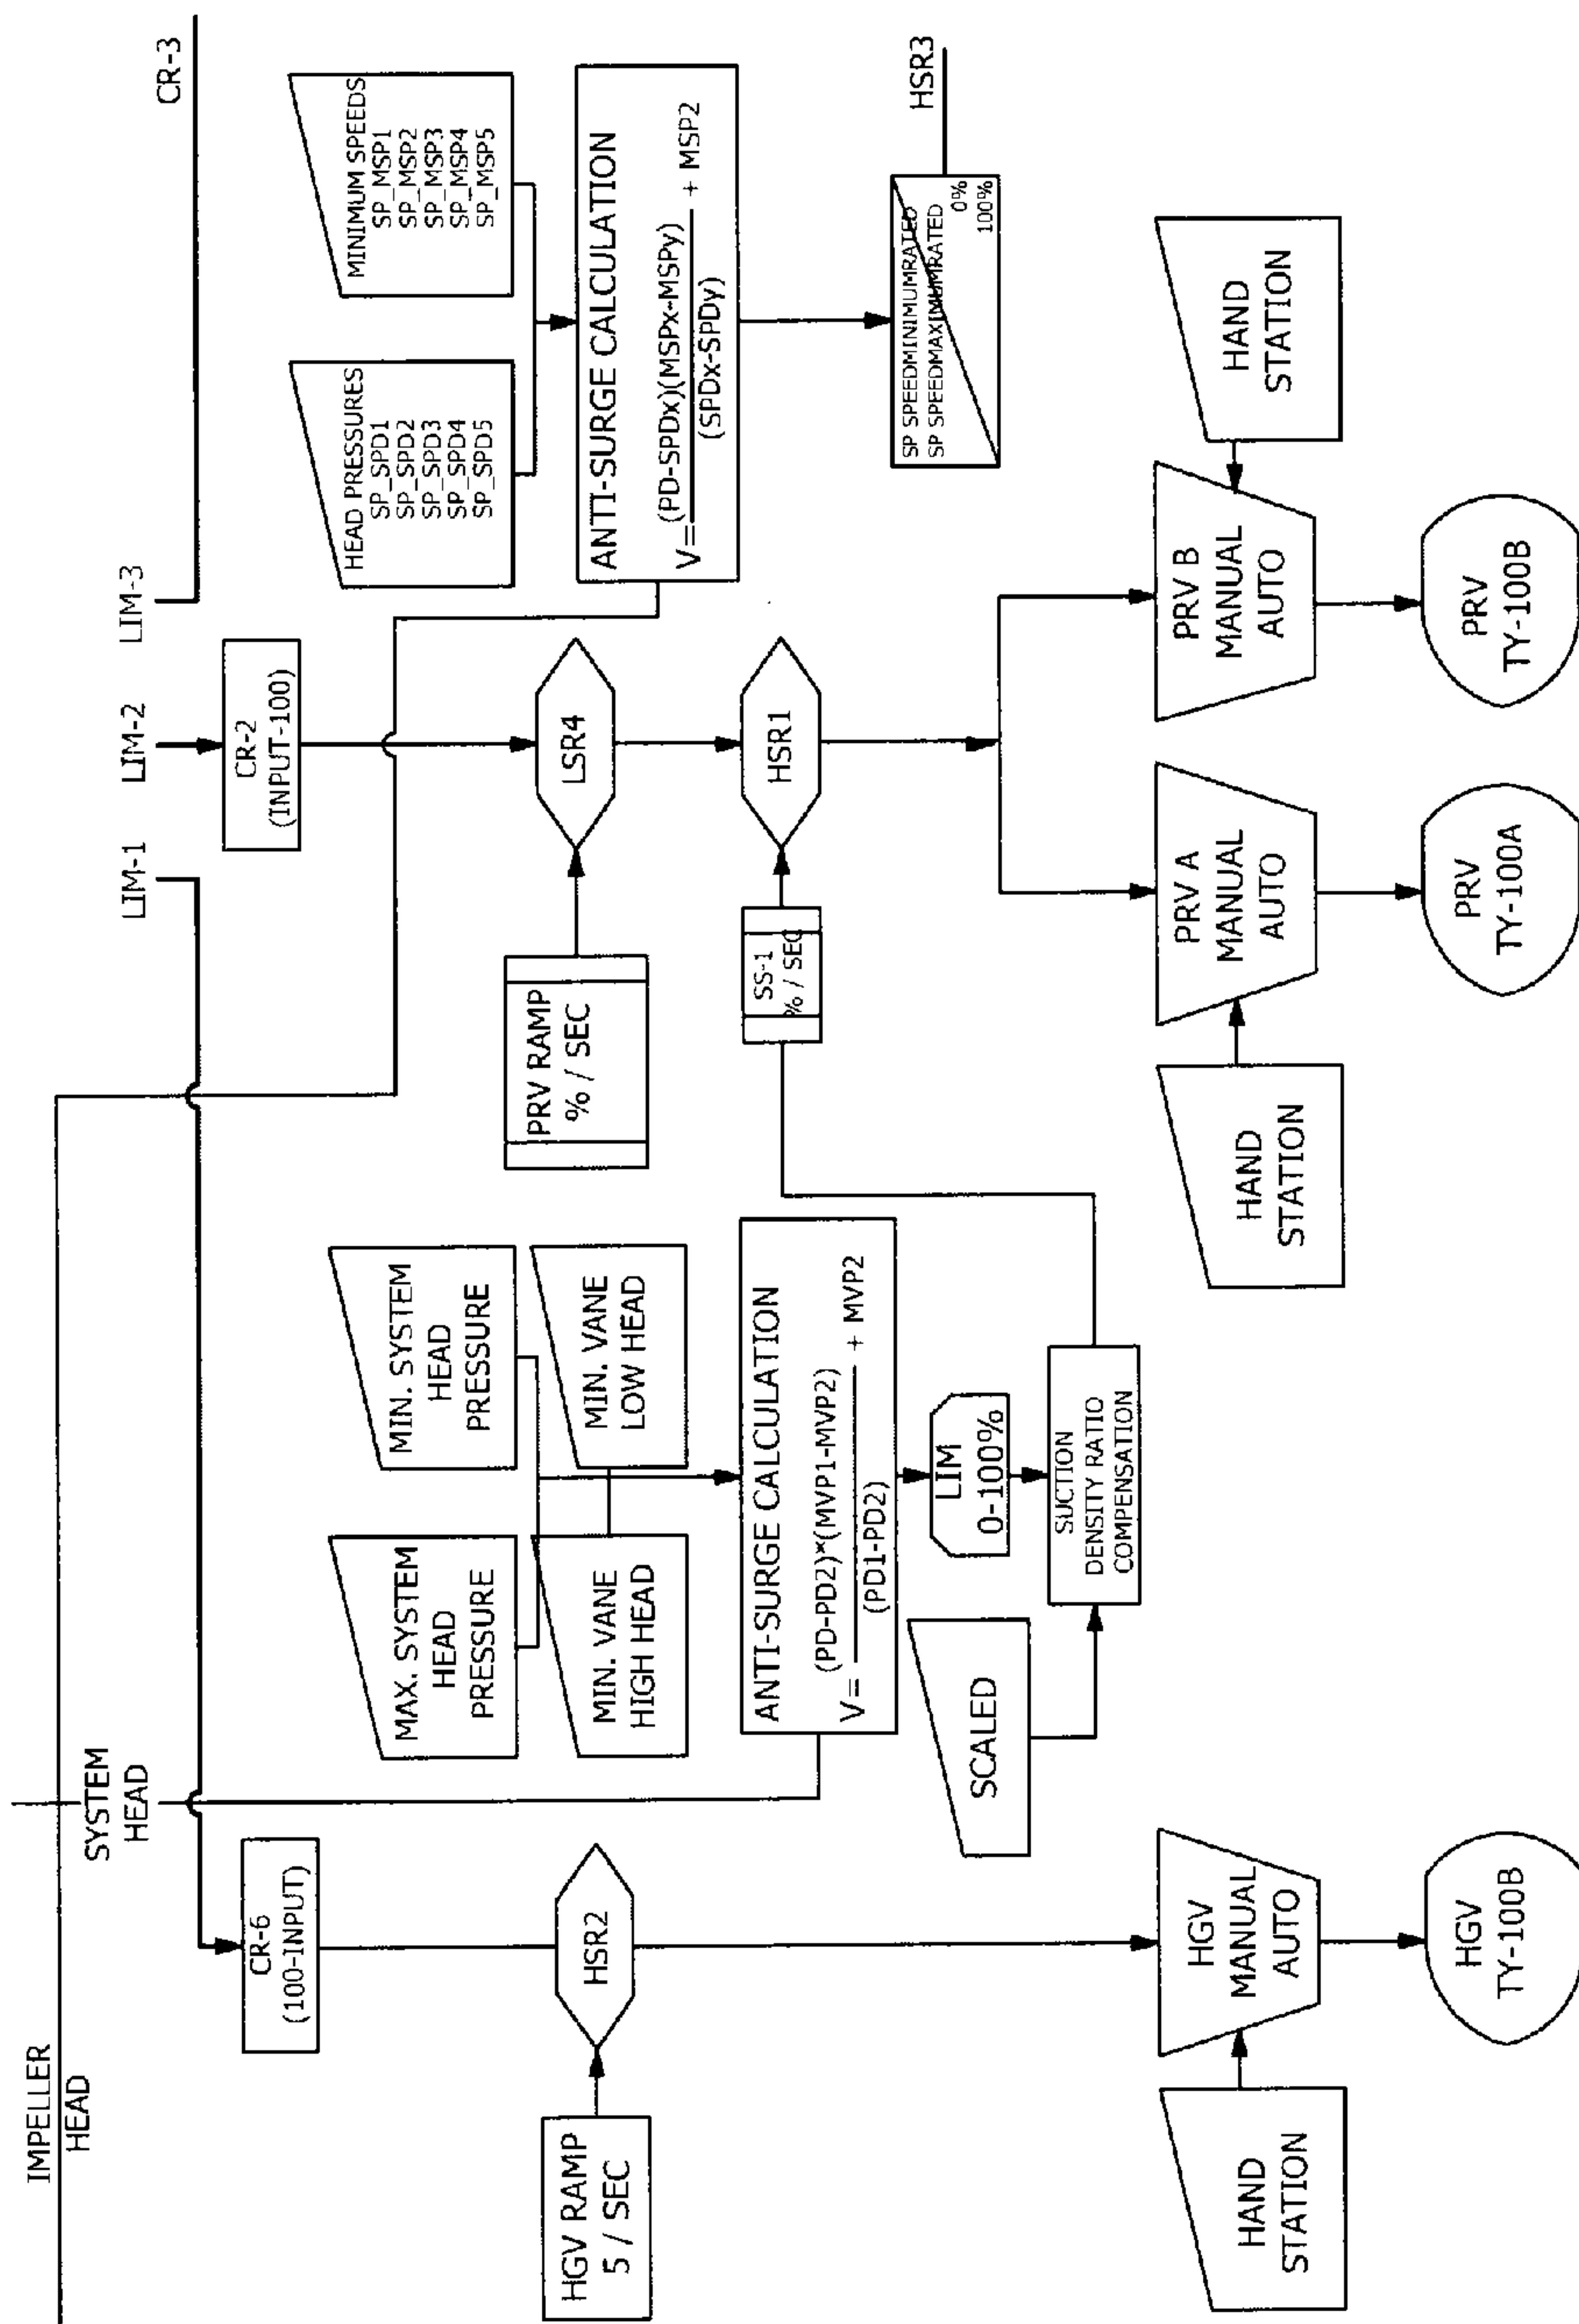 IMPELLER
HEAD
SYSTEM
HEAD
LIM-1
LIM-2
LIM-3
CR-3
CR-6
(100-INPUT)
CR-2
(INPUT-100)
MAX. SYSTEM
HEAD
PRESSURE
MIN. SYSTEM
HEAD
PRESSURE
MIN. VANE
HIGH HEAD
MIN. VANE
LOW HEAD
HEAD PRESSURES
SP_SPD1
SP_SPD2
SP_SPD3
SP_SPD4
SP_SPD5
MINIMUM SPEEDS
SP_MSP1
SP_MSP2
SP_MSP3
SP_MSP4
SP_MSP5
HGV RAMP
5 / SEC
HSR2
PRV RAMP
% / SEC
LSR4
ANTI-SURGE CALCULATION
V=(PD-SPDx)(MSPx-MSPy) + MSP2
(SPDx-SPDy)
ANTI-SURGE CALCULATION
V=(PD-PD2)*(MVP1-MVP2) + MVP2
(PD1-PD2)
SS-1
% / SEC
HSR1
LIM
0-100%
SCALED
SUCTION
DENSITY RATIO
COMPENSATION
SP SPEEDMINIMUMRATED 0%
SP SPEEDMAXIMUMRATED 100%
HSR3
HAND
STATION
HGV
MANUAL
AUTO
HAND
STATION
PRV A
MANUAL
AUTO
PRV B
MANUAL
AUTO
HAND
STATION
HGV
TY-100B
PRV
TY-100A
PRV
TY-100B